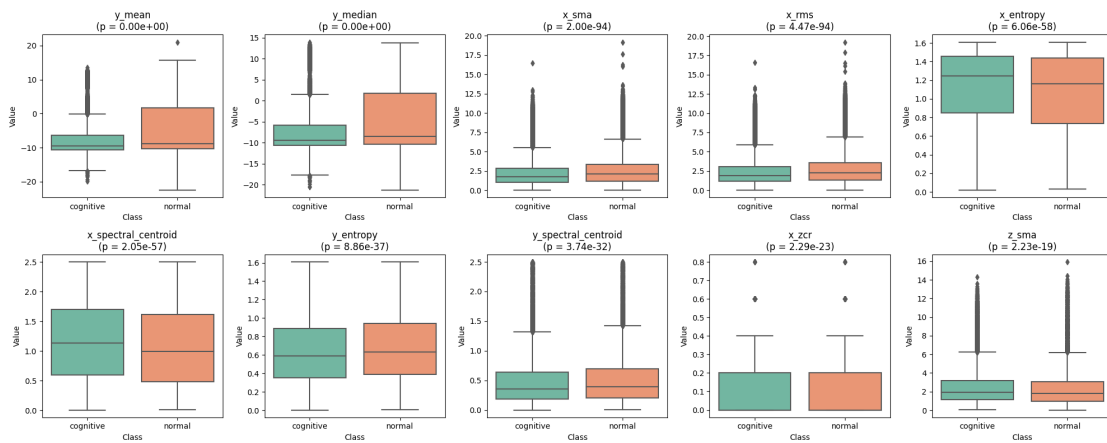 y_mean
(p = 0.00e+00)
Value
20
10
0
−10
−20
cognitive
normal
Class
y_median
(p = 0.00e+00)
Value
15
10
5
0
−5
−10
−15
−20
cognitive
normal
Class
x_sma
(p = 2.00e-94)
Value
20.0
17.5
15.0
12.5
10.0
7.5
5.0
2.5
0.0
cognitive
normal
Class
x_rms
(p = 4.47e-94)
Value
20.0
17.5
15.0
12.5
10.0
7.5
5.0
2.5
0.0
cognitive
normal
Class
x_entropy
(p = 6.06e-58)
Value
1.6
1.4
1.2
1.0
0.8
0.6
0.4
0.2
0.0
cognitive
normal
Class
x_spectral_centroid
(p = 2.05e-57)
Value
2.5
2.0
1.5
1.0
0.5
0.0
cognitive
normal
Class
y_entropy
(p = 8.86e-37)
Value
1.6
1.4
1.2
1.0
0.8
0.6
0.4
0.2
0.0
cognitive
normal
Class
y_spectral_centroid
(p = 3.74e-32)
Value
2.5
2.0
1.5
1.0
0.5
0.0
cognitive
normal
Class
x_zcr
(p = 2.29e-23)
Value
0.8
0.7
0.6
0.5
0.4
0.3
0.2
0.1
0.0
cognitive
normal
Class
z_sma
(p = 2.23e-19)
Value
16
14
12
10
8
6
4
2
0
cognitive
normal
Class